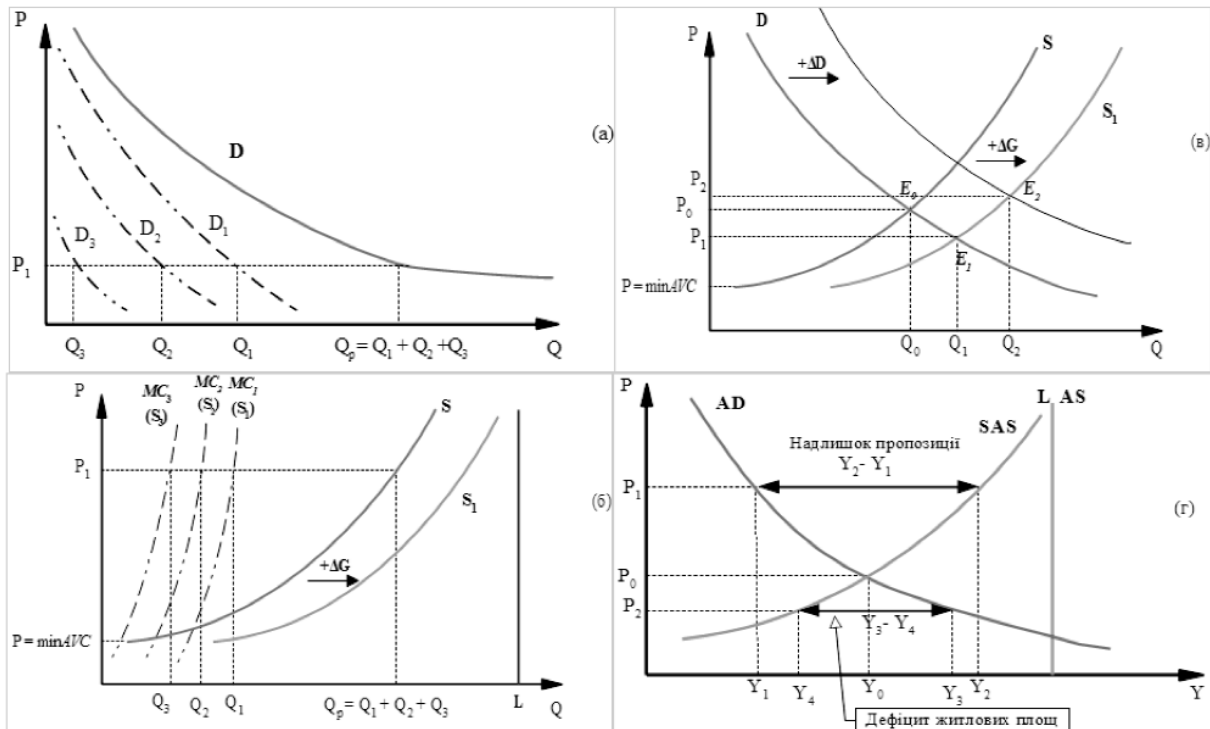 P
D
D₃
D₂
D₁
P₁
Q₃ Q₂ Q₁ Qₚ = Q₁ + Q₂ +Q₃ Q
(а)
P
D
+ΔD
S
S₁
+ΔG
P₂
P₀
P₁
E₀
E₂
E₁
P = minAVC
Q₀ Q₁ Q₂ Q
(в)
P
MC₃ MC₂ MC₁
(S₃) (S₂) (S₁)
S
P₁
S₁
+ΔG
P = minAVC
Q₃ Q₂ Q₁ Qₚ = Q₁ + Q₂ + Q₃ L Q
(б)
P
AD
L AS
SAS
Надлишок пропозиції
Y₂- Y₁
P₁
P₀
P₂
Y₃- Y₄
Y₁ Y₄ Y₀ Y₃ Y₂ Y
Дефіцит житлових площ
(г)